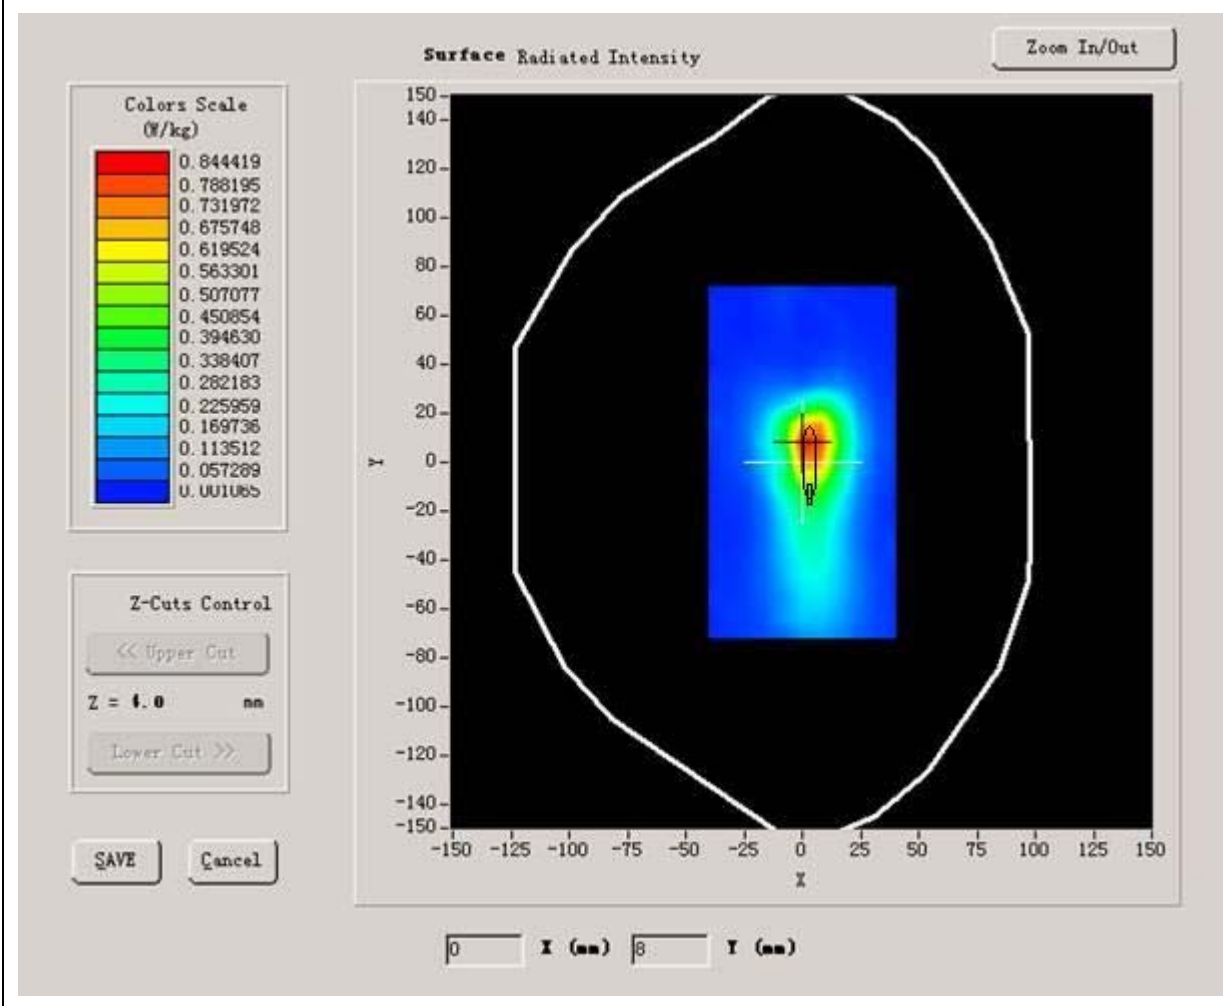 Surface Radiated Intensity
Zoom In/Out
Colors Scale
(W/kg)
0.844419
0.788195
0.731972
0.675748
0.619524
0.563301
0.507077
0.450854
0.394630
0.338407
0.282183
0.225959
0.169736
0.113512
0.057289
0.001065
Z-Cuts Control
<< Upper Cut
Z = mm
Lower Cut >>
SAVE
Cancel
150
140
120
100
80
60
40
20
0
-20
-40
-60
-80
-100
-120
-140
-150
Y
-150 -125 -100 -75 -50 -25 0 25 50 75 100 125 150
X
0 X (mm) 8 Y (mm)